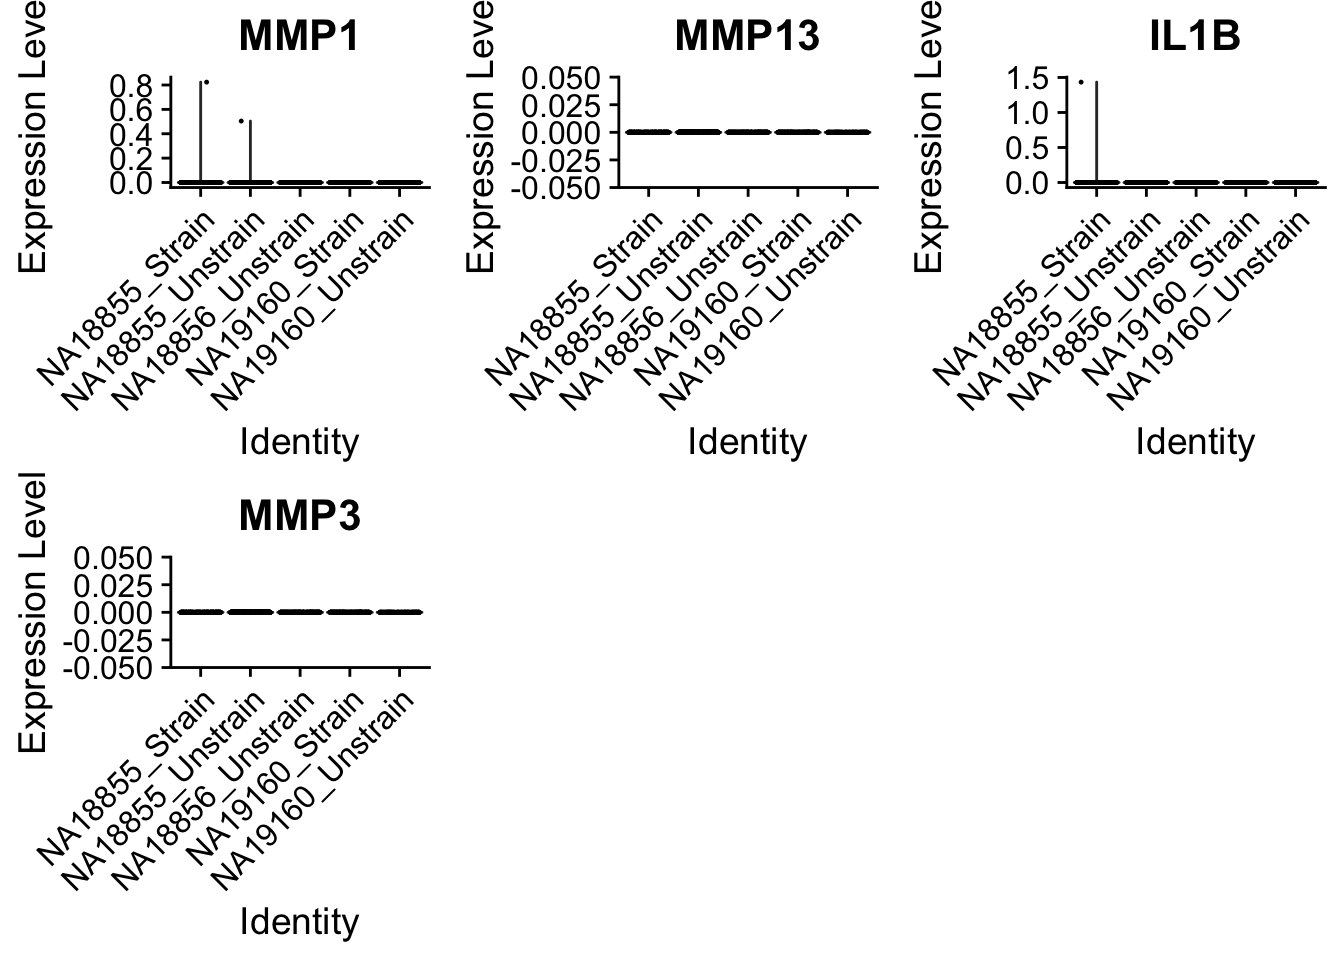 MMP1
Expression Leve
0.8
0.6
0.4
0.2
0.0
NA18855_Strain
NA18855_Unstrain
NA18856_Unstrain
NA19160_Strain
NA19160_Unstrain
Identity
MMP13
Expression Leve
0.050
0.025
0.000
-0.025
-0.050
NA18855_Strain
NA18855_Unstrain
NA18856_Unstrain
NA19160_Strain
NA19160_Unstrain
Identity
IL1B
Expression Leve
1.5
1.0
0.5
0.0
NA18855_Strain
NA18855_Unstrain
NA18856_Unstrain
NA19160_Strain
NA19160_Unstrain
Identity
MMP3
Expression Level
0.050
0.025
0.000
-0.025
-0.050
NA18855_Strain
NA18855_Unstrain
NA18856_Unstrain
NA19160_Strain
NA19160_Unstrain
Identity